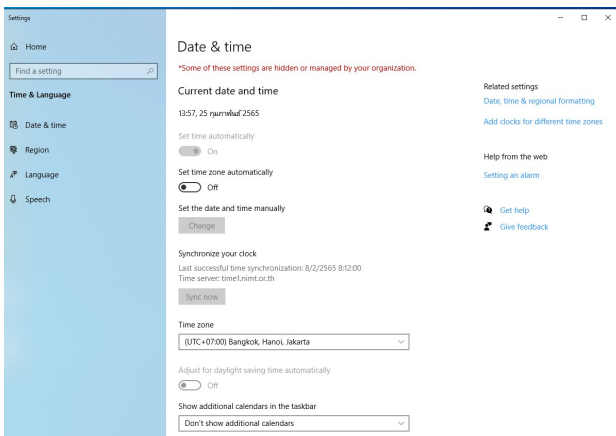 Settings
Home
Find a setting
Time & Language
Date & time
Region
Language
Speech
Date & time
*Some of these settings are hidden or managed by your organization.
Current date and time
13:57, 25 กุมภาพันธ์ 2565
Set time automatically
On
Set time zone automatically
Off
Set the date and time manually
Change
Synchronize your clock
Last successful time synchronization: 8/2/2565 8:12:00
Time server: time1.nimt.or.th
Sync now
Time zone
(UTC+07:00) Bangkok, Hanoi, Jakarta
Adjust for daylight saving time automatically
Off
Show additional calendars in the taskbar
Don't show additional calendars
Related settings
Date, time & regional formatting
Add clocks for different time zones
Help from the web
Setting an alarm
Get help
Give feedback